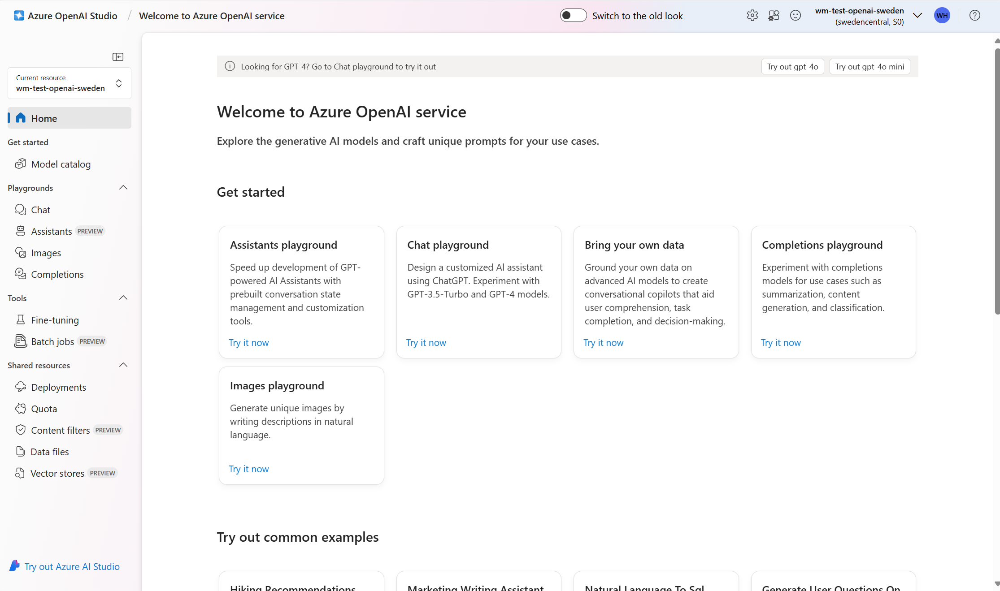 Azure OpenAI Studio / Welcome to Azure OpenAI service
Switch to the old look
wm-test-openai-sweden
(swedencentral, S0)
WH
Current resource
wm-test-openai-sweden
Home
Get started
Model catalog
Playgrounds
Chat
Assistants PREVIEW
Images
Completions
Tools
Fine-tuning
Batch jobs PREVIEW
Shared resources
Deployments
Quota
Content filters PREVIEW
Data files
Vector stores PREVIEW
Try out Azure AI Studio
Looking for GPT-4? Go to Chat playground to try it out
Try out gpt-4o
Try out gpt-4o mini
Welcome to Azure OpenAI service
Explore the generative AI models and craft unique prompts for your use cases.
Get started
Assistants playground
Speed up development of GPT-
powered AI Assistants with
prebuilt conversation state
management and customization
tools.
Try it now
Chat playground
Design a customized AI assistant
using ChatGPT. Experiment with
GPT-3.5-Turbo and GPT-4 models.
Try it now
Bring your own data
Ground your own data on
advanced AI models to create
conversational copilots that aid
user comprehension, task
completion, and decision-making.
Try it now
Completions playground
Experiment with completions
models for use cases such as
summarization, content
generation, and classification.
Try it now
Images playground
Generate unique images by
writing descriptions in natural
language.
Try it now
Try out common examples
Hiking Recommendations
Marketing Writing Assistant
Natural Language To Sql
Generate User Questions On